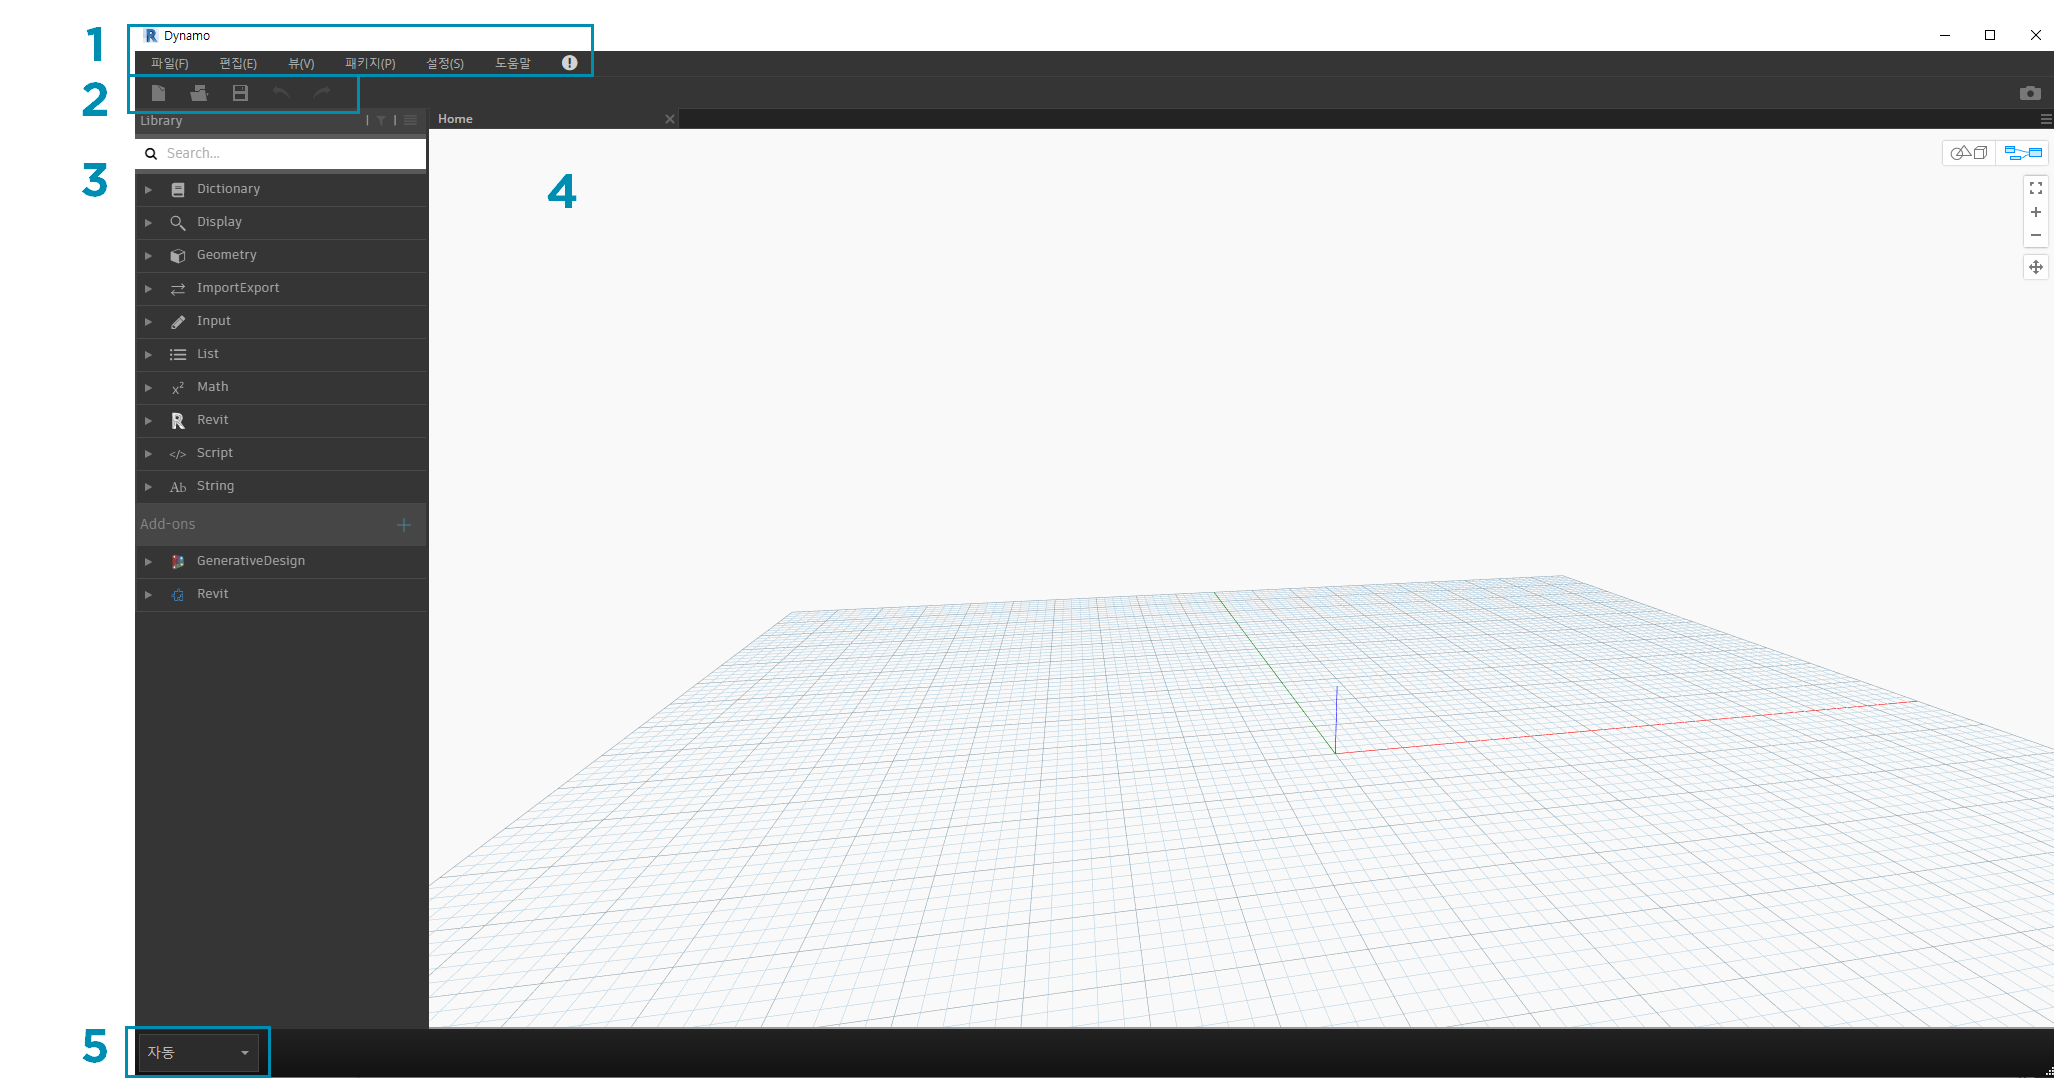 1
Dynamo
파일(F) 편집(E) 뷰(V) 패키지(P) 설정(S) 도움말
2
Library
Home
3
Search...
4
Dictionary
Display
Geometry
ImportExport
Input
List
x² Math
Revit
</> Script
Ab String
Add-ons
GenerativeDesign
Revit
5
자동